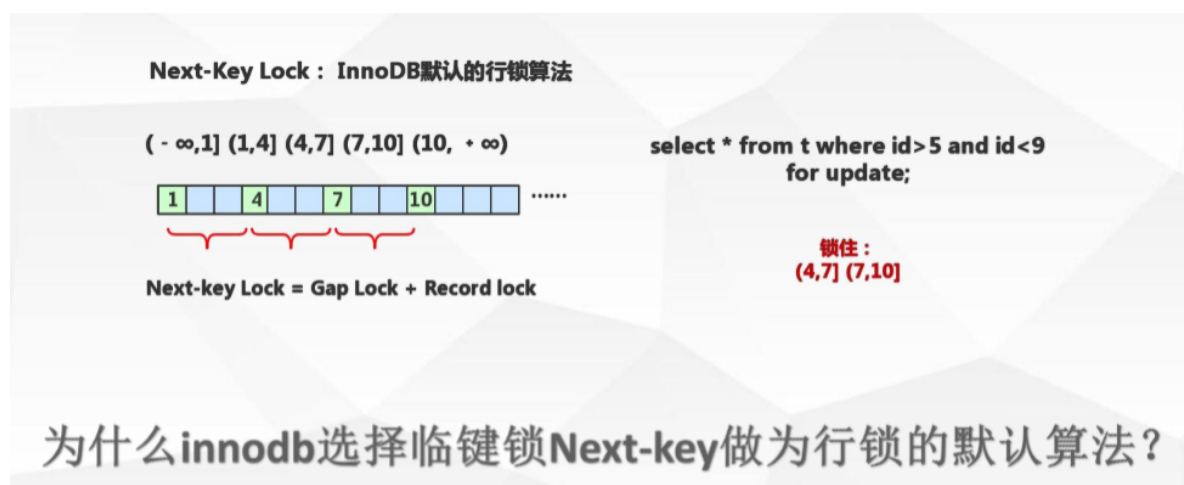 Next-Key Lock : InnoDB默认的行锁算法
( - ∞,1] (1,4] (4,7] (7,10] (10, + ∞)
1 4 7 10 ······
Next-key Lock = Gap Lock + Record lock
select * from t where id>5 and id<9
for update;
锁住：
(4,7] (7,10]
为什么innodb选择临键锁Next-key做为行锁的默认算法？